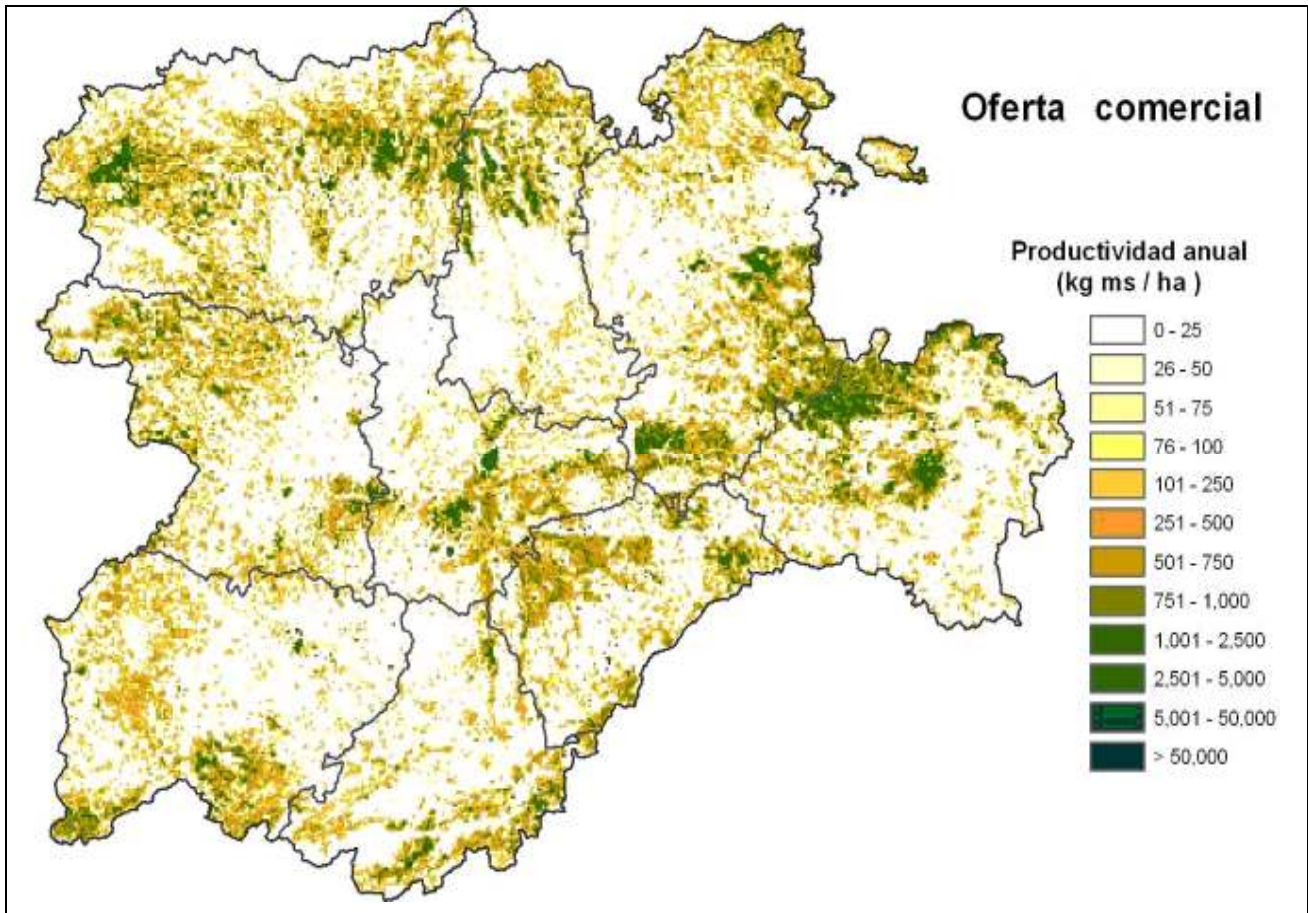 Oferta comercial
Productividad anual
(kg ms / ha )
0 - 25
26 - 50
51 - 75
76 - 100
101 - 250
251 - 500
501 - 750
751 - 1.000
1.001 - 2.500
2.501 - 5,000
5,001 - 50,000
> 50,000